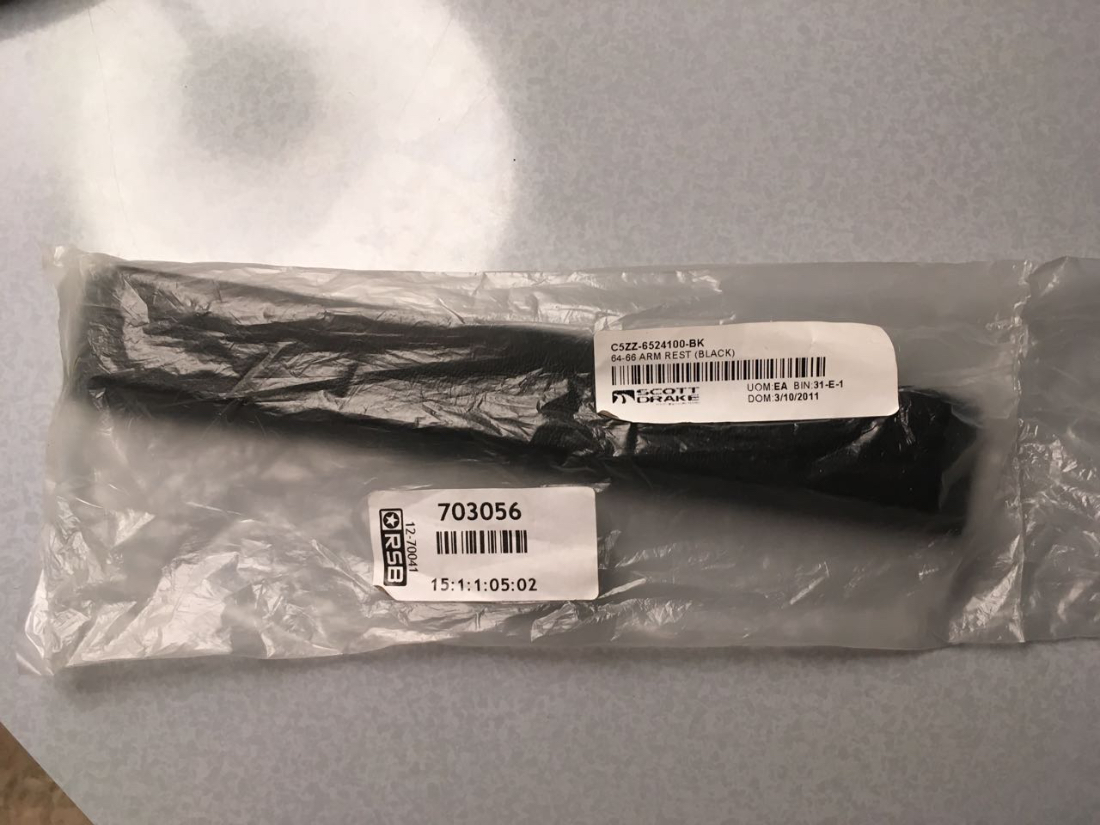 C5ZZ-6524100-BK
64-66 ARM REST (BLACK)
SCOTT
DRAKE
UOM:EA BIN:31-E-1
DOM:3/10/2011
703056
12-70041
RSB
15:1:1:05:02